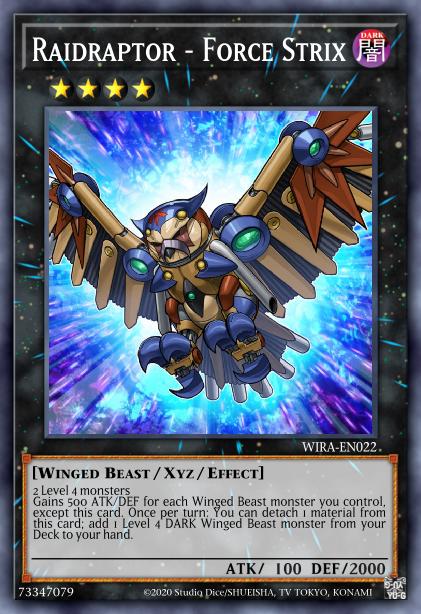 RAIDRAPTOR - FORCE STRIX
DARK
闇
WIRA-EN022
[WINGED BEAST / XYZ / EFFECT]
2 Level 4 monsters
Gains 500 ATK/DEF for each Winged Beast monster you control,
except this card. Once per turn: You can detach 1 material from
this card; add 1 Level 4 DARK Winged Beast monster from your
Deck to your hand.
ATK/ 100 DEF/2000
73347079
©2020 Studio Dice/SHUEISHA, TV TOKYO, KONAMI